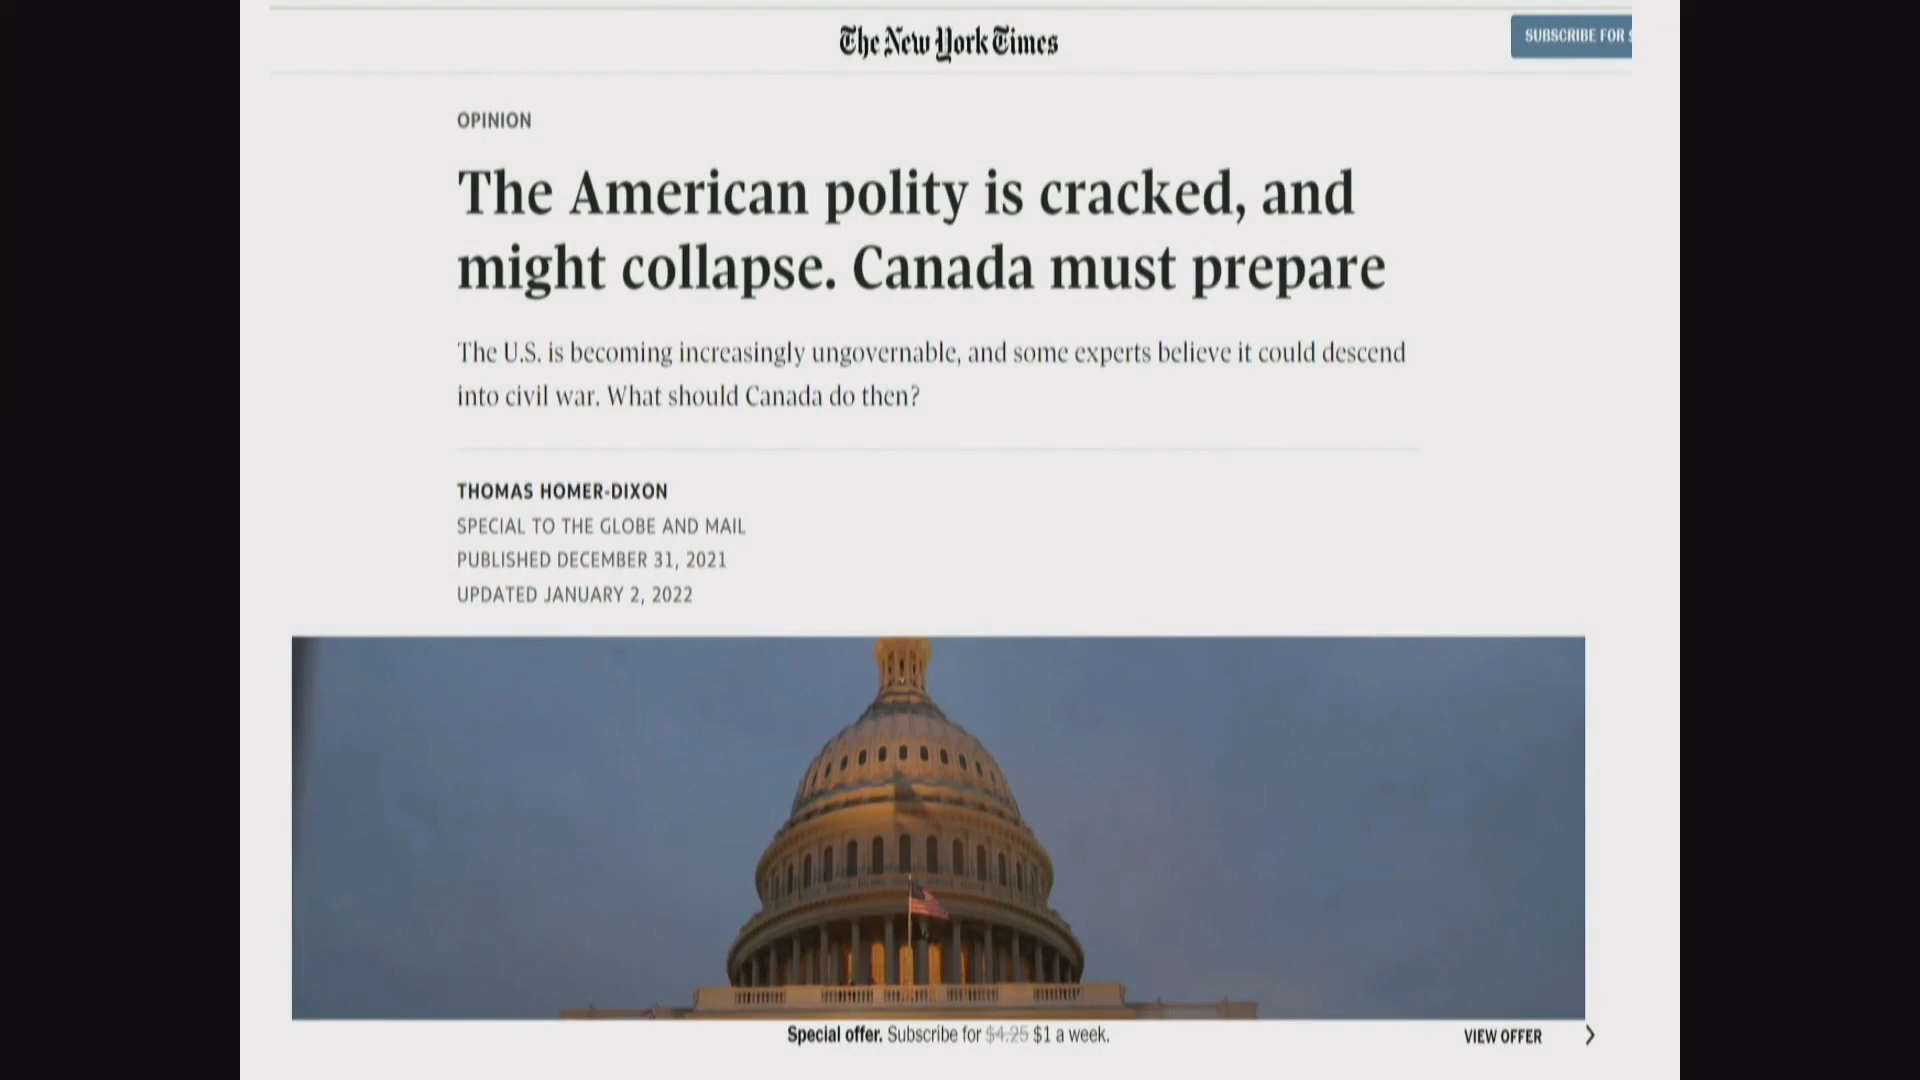 The New York Times
SUBSCRIBE FOR
OPINION
The American polity is cracked, and
might collapse. Canada must prepare
The U.S. is becoming increasingly ungovernable, and some experts believe it could descend
into civil war. What should Canada do then?
THOMAS HOMER-DIXON
SPECIAL TO THE GLOBE AND MAIL
PUBLISHED DECEMBER 31, 2021
UPDATED JANUARY 2, 2022
Special offer. Subscribe for $4.25 $1 a week.
VIEW OFFER